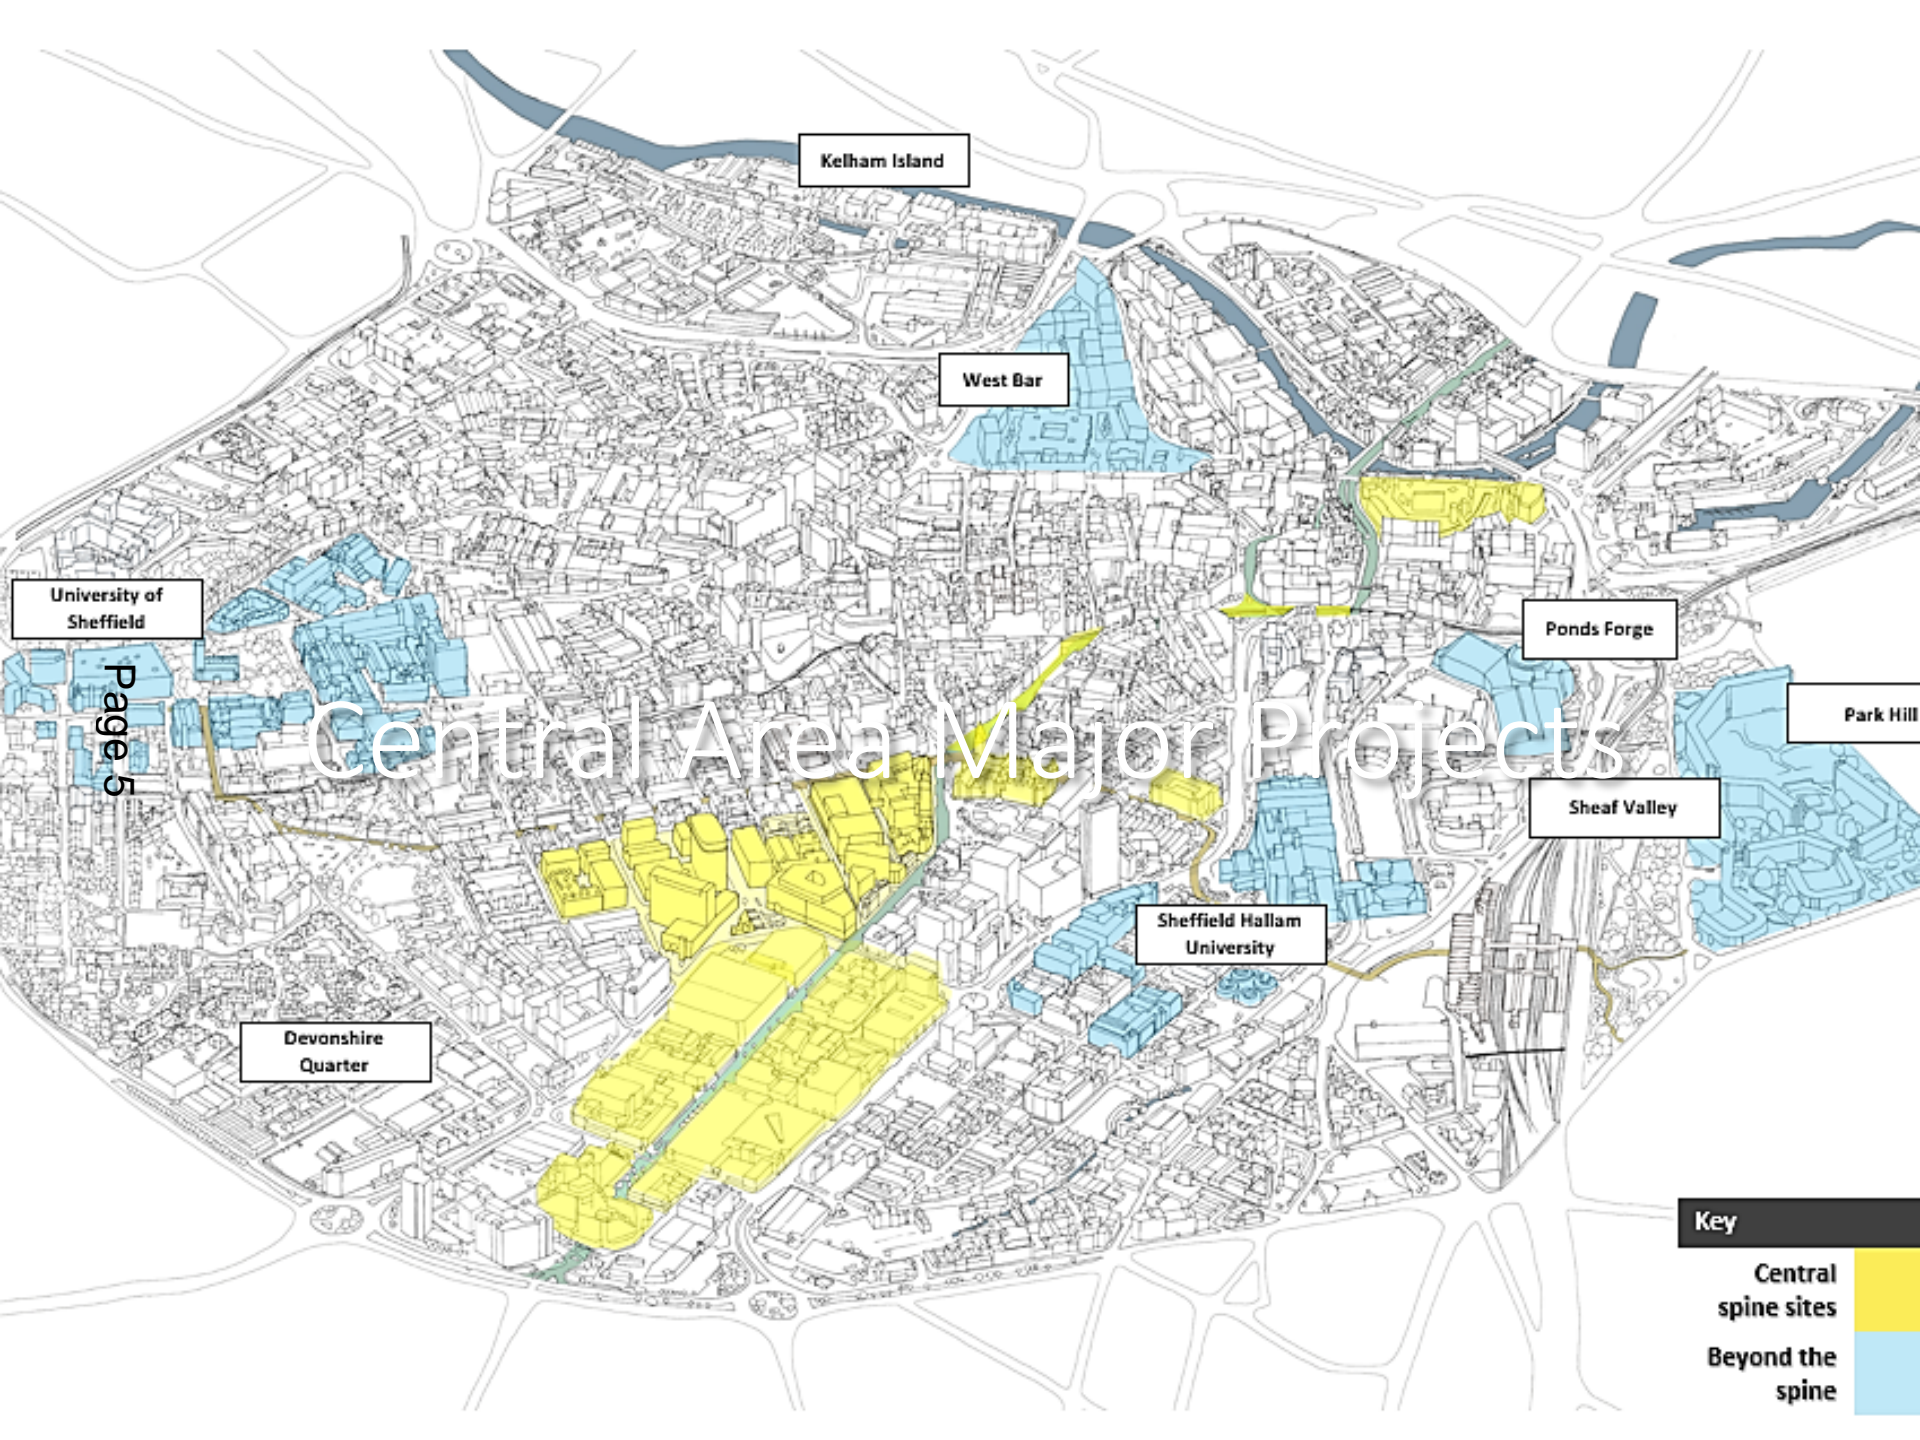 Kelham Island
West Bar
University of
Sheffield
Ponds Forge
Page 5
Central Area Major Projects
Park Hill
Sheaf Valley
Sheffield Hallam
University
Devonshire
Quarter
Key
Central
spine sites
Beyond the
spine